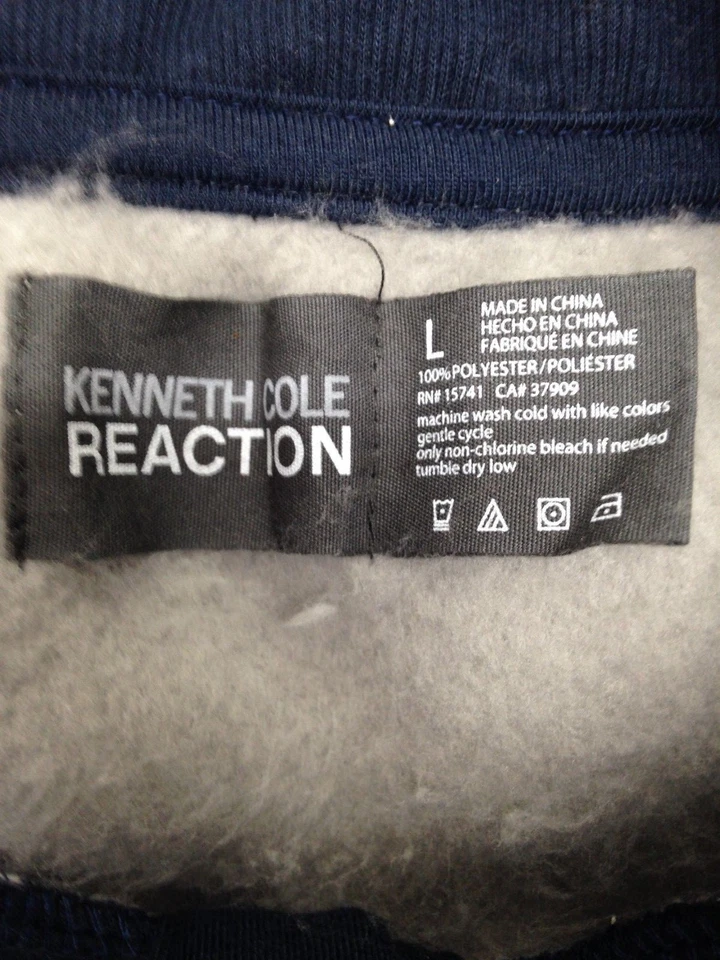 KENNETH COLE
REACTION
L
MADE IN CHINA
HECHO EN CHINA
FABRIQUÉ EN CHINE
100% POLYESTER/POLIÉSTER
RN# 15741 CA# 37909
machine wash cold with like colors
gentle cycle
only non-chlorine bleach if needed
tumble dry low